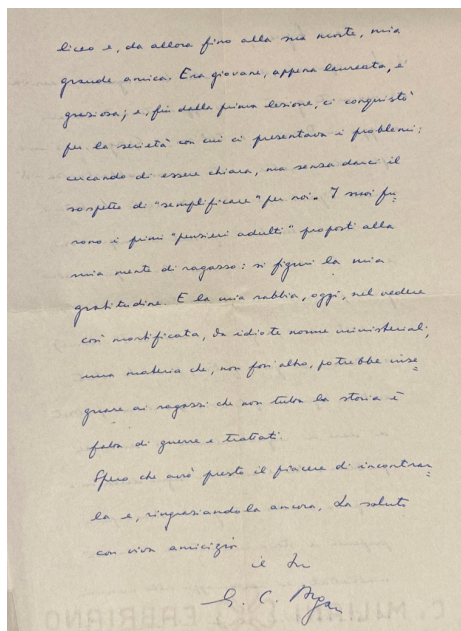 liceo e, da allora fino alla sua morte, mia
grande amica. Era giovane, appena laureata, e
graziosa; e fin dalla prima lezione, ci conquistò
per la serietà con cui ci presentava i problemi:
cercando di essere chiara, ma senza darci il
sospetto di "semplificare" per noi. I suoi fu=
rono i primi "pensieri adulti" proposti alla
mia mente di ragazzo: si figuri la mia
gratitudine. E la mia rabbia, oggi, nel vedere
così mortificata, da idiote norme ministeriali,
una materia che, non foss'altro, potrebbe inse=
gnare ai ragazzi che non tutta la storia è
fatta di guerre e trattati.
Spero che avrò presto il piacere di incontrar=
la e, ringraziandola ancora, La saluto
con viva amicizia
il Suo
G. C. Argan
C. MILIANI FABRIANO